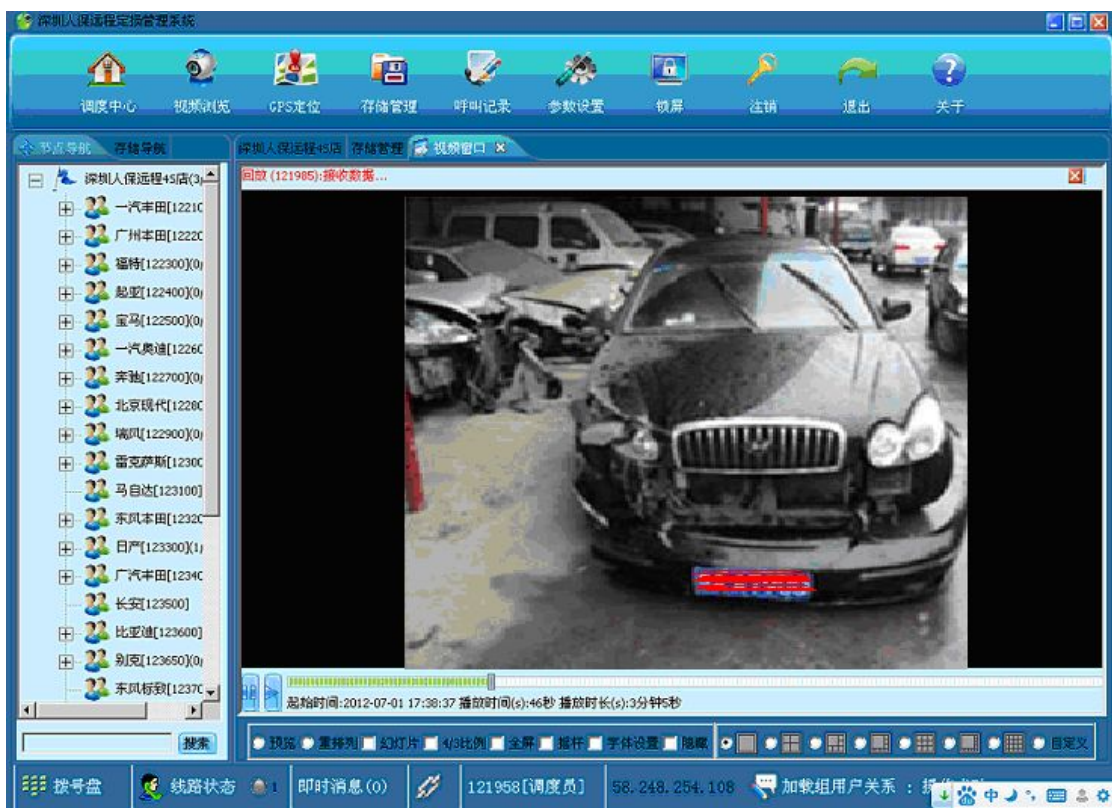 深圳人保远程定损管理系统
调度中心 视频浏览 GPS定位 存储管理 呼叫记录 参数设置 锁屏 注销 退出 关于
节点导航 存储导航
深圳人保远程4S店 存储管理 视频窗口
回放 (121985):接收数据...
深圳人保远程4S店(3)
一汽丰田[12210
广州本田[12220
福特[122300](0)
起亚[122400](0)
宝马[122500](0)
一汽奥迪[12260
奔驰[122700](0)
北京现代[12280
瑞风[122900](0)
雷克萨斯[12300
马自达[123100]
东风本田[12320
日产[123300](1)
广汽丰田[12340
长安[123500]
比亚迪[123600]
别克[123650](0)
东风标致[12370
搜索
起始时间:2012-07-01 17:38:37 播放时间(s):46秒 播放时长(s):3分钟5秒
预览 重排列 幻灯片 4/3比例 全屏 摇杆 字体设置 隐藏 自定义
拨号盘 线路状态 1 即时消息(0) 121958[调度员] 58.248.254.108 加载组用户关系 :
中